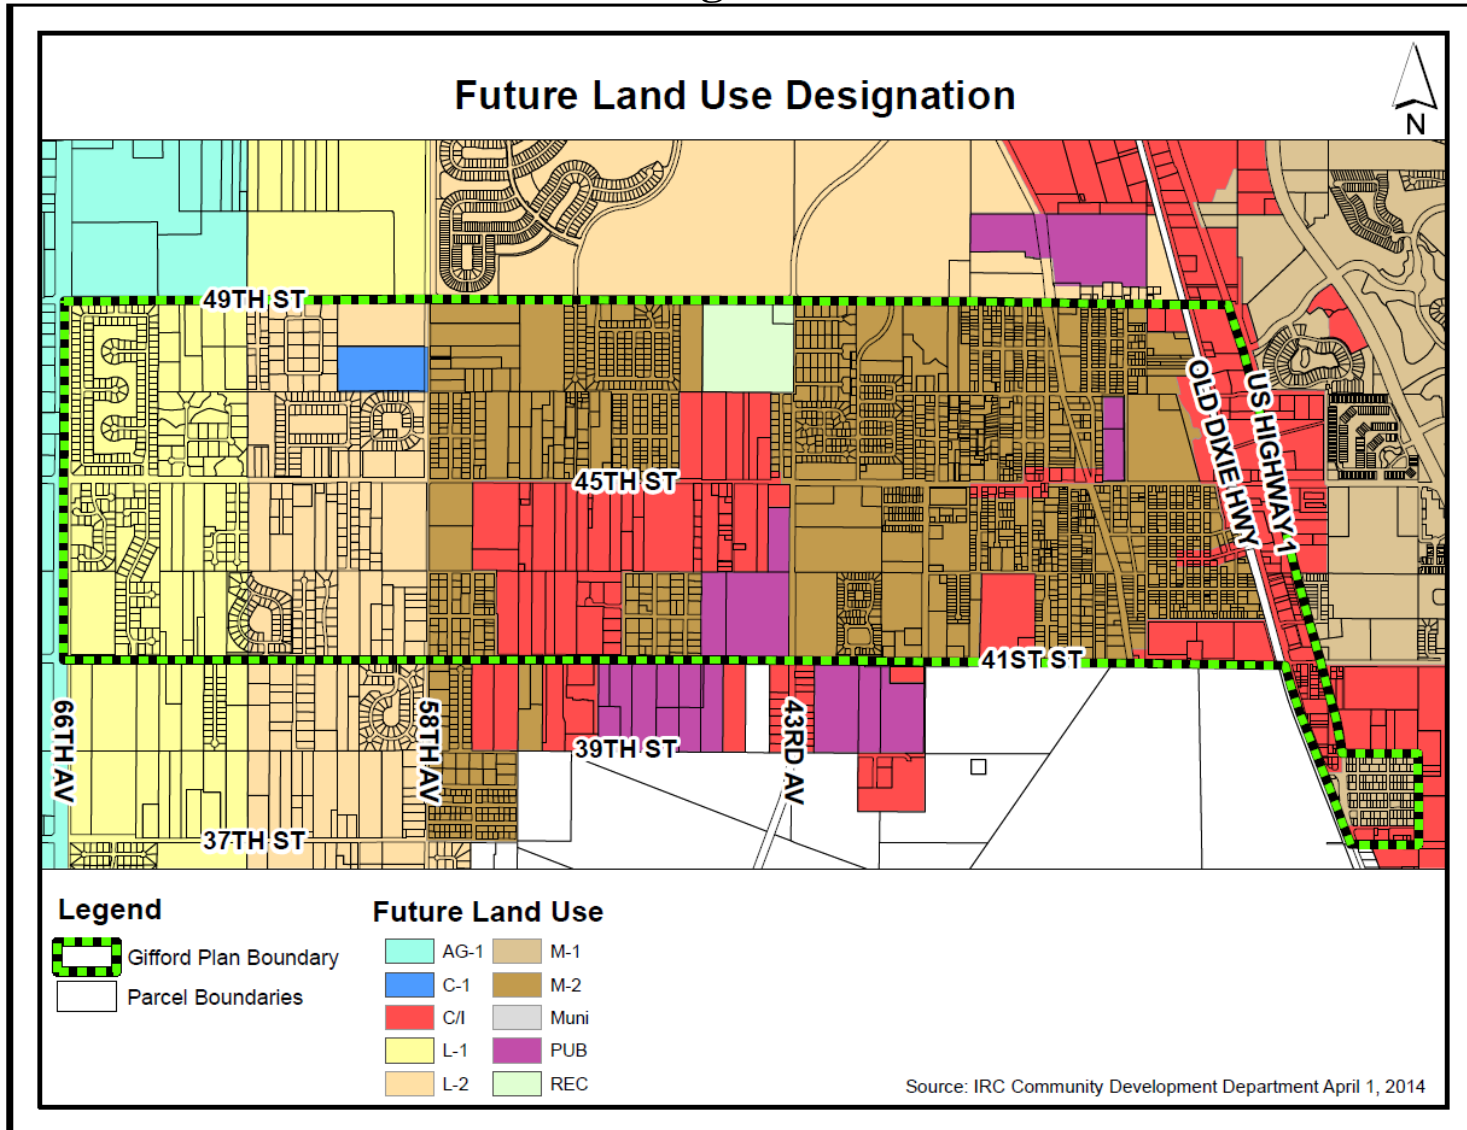 Future Land Use Designation
N
49TH ST
OLD DIXIE HWY
US HIGHWAY 1
45TH ST
41ST ST
66TH AV
58TH AV
39TH ST
43RD AV
37TH ST
Legend
Gifford Plan Boundary
Parcel Boundaries
Future Land Use
AG-1
C-1
C/I
L-1
L-2
M-1
M-2
Muni
PUB
REC
Source: IRC Community Development Department April 1, 2014